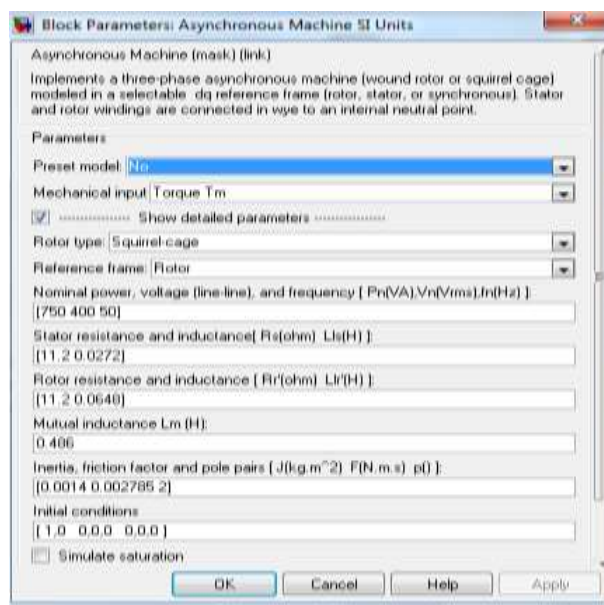 Block Parameters: Asynchronous Machine SI Units
Asynchronous Machine (mask) (link)
Implements a three-phase asynchronous machine (wound rotor or squirrel cage)
modeled in a selectable dq reference frame (rotor, stator, or synchronous). Stator
and rotor windings are connected in wye to an internal neutral point.
Parameters
Preset model: No
Mechanical input Torque Tm
---------------- Show detailed parameters ----------------
Rotor type: Squirrel-cage
Reference frame: Rotor
Nominal power, voltage (line-line), and frequency [ Pn(VA),Vn(Vrms),fn(Hz) ]:
[750 400 50]
Stator resistance and inductance[ Rs(ohm) Lls(H) ]:
[11.2 0.0272]
Rotor resistance and inductance [ Rr'(ohm) Llr'(H) ]:
[11.2 0.0648]
Mutual inductance Lm (H):
0.486
Inertia, friction factor and pole pairs [ J(kg.m^2) F(N.m.s) p() ]:
[0.0014 0.002785 2]
Initial conditions
[ 1,0 0,0,0 0,0,0 ]
Simulate saturation
OK Cancel Help Apply